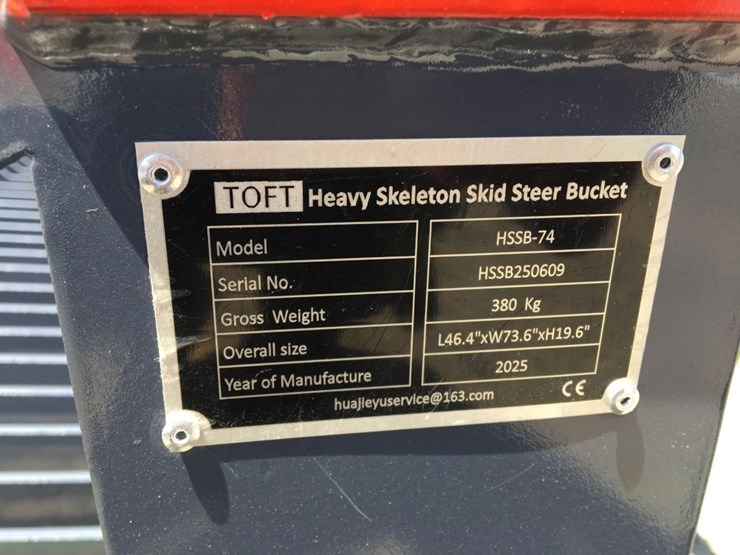 TOFT Heavy Skeleton Skid Steer Bucket
Model HSSB-74
Serial No. HSSB250609
Gross Weight 380 Kg
Overall size L46.4"xW73.6"xH19.6"
Year of Manufacture 2025
huajieyuservice@163.com CE